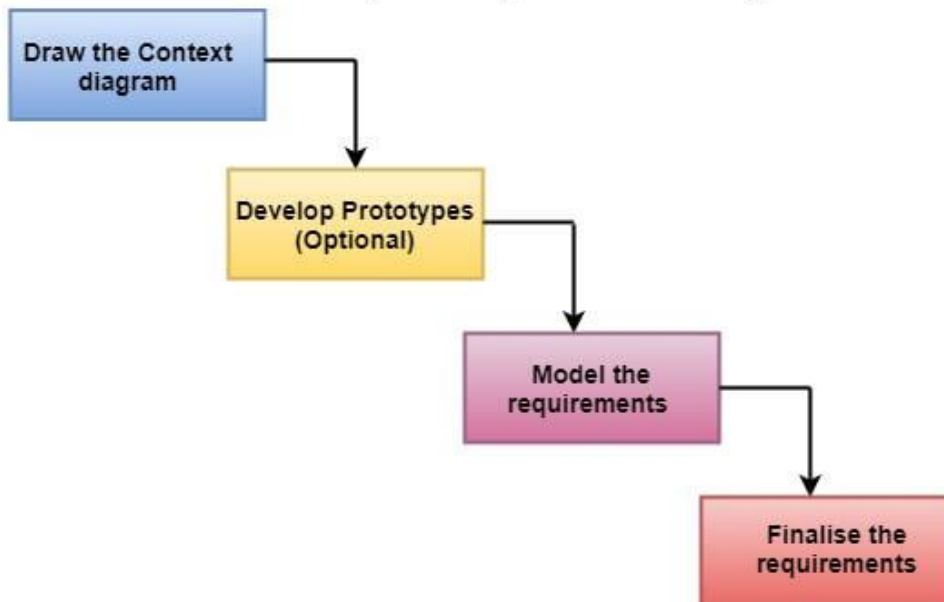 Draw the Context
diagram
Develop Prototypes
(Optional)
Model the
requirements
Finalise the
requirements